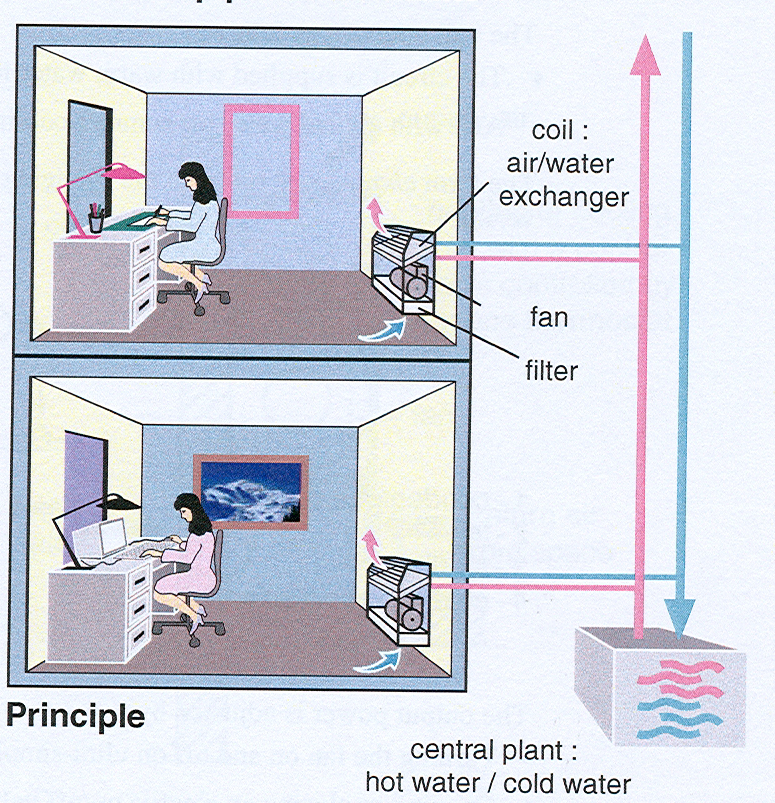 coil :
air/water
exchanger
fan
filter
Principle
central plant :
hot water / cold water